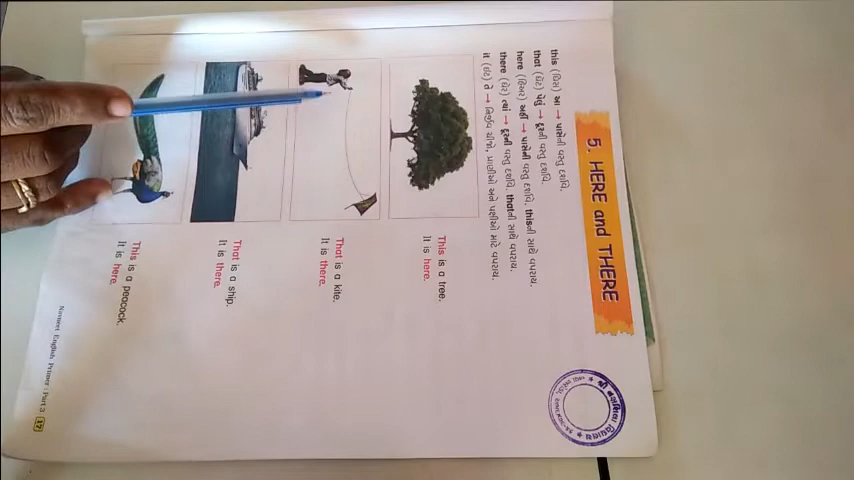 5. HERE and THERE
this (ધિસ) આ → પાસેની વસ્તુ દર્શાવે.
that (ધૅટ) પેલું → દૂરની વસ્તુ દર્શાવે.
here (હિઅર) અહીં → પાસેની વસ્તુ દર્શાવે. thisની સાથે વપરાય.
there (ધેર) ત્યાં → દૂરની વસ્તુ દર્શાવે. thatની સાથે વપરાય.
it (ઇટ) તે → નિર્જીવ ચીજો, પ્રાણીઓ અને પક્ષીઓ માટે વપરાય.
This is a tree.
It is here.
That is a kite.
It is there.
That is a ship.
It is there.
This is a peacock.
It is here.
Navneet English Primer : Part 3 17